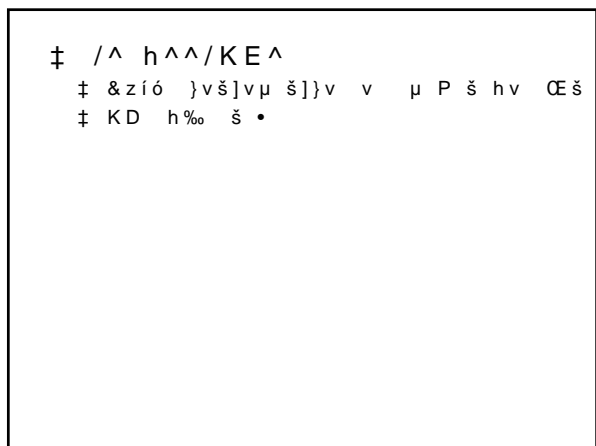 ‡ /^ h^^/KE^
‡ &zíó }vš]vµ š]}v v µ P š hv Œš
‡ KD h‰ š •